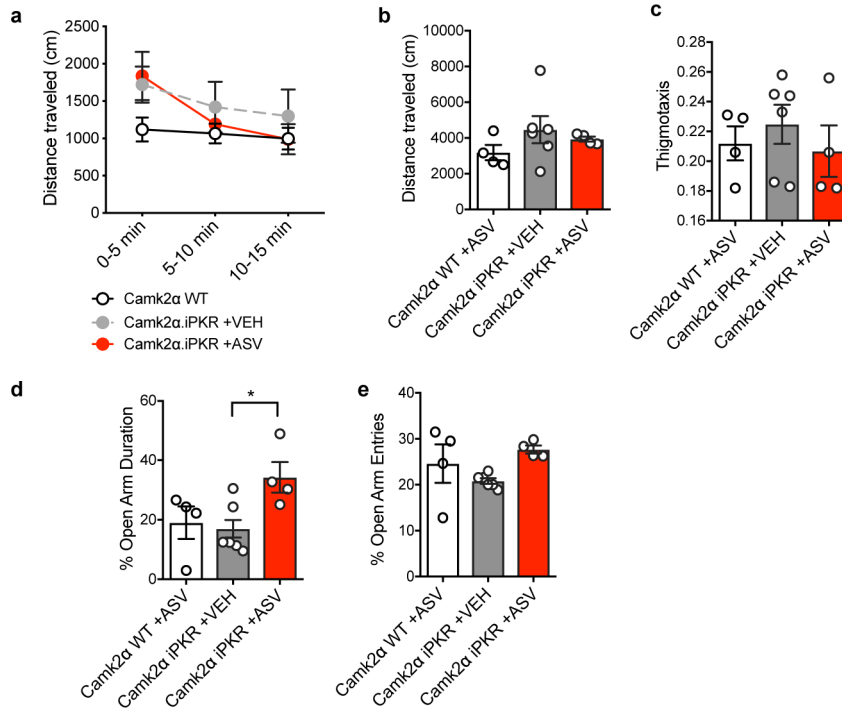 a
Distance traveled (cm)
2500
2000
1500
1000
500
0
0-5 min
5-10 min
10-15 min
Camk2α WT
Camk2α.iPKR +VEH
Camk2α.iPKR +ASV
b
Distance traveled (cm)
10000
8000
6000
4000
2000
0
Camk2α WT +ASV
Camk2α iPKR +VEH
Camk2α iPKR +ASV
c
Thigmotaxis
0.28
0.26
0.24
0.22
0.20
0.18
0.16
Camk2α WT +ASV
Camk2α iPKR +VEH
Camk2α iPKR +ASV
d
% Open Arm Duration
60
40
20
0
*
Camk2α WT +ASV
Camk2α iPKR +VEH
Camk2α iPKR +ASV
e
% Open Arm Entries
40
30
20
10
0
Camk2α WT +ASV
Camk2α iPKR +VEH
Camk2α iPKR +ASV